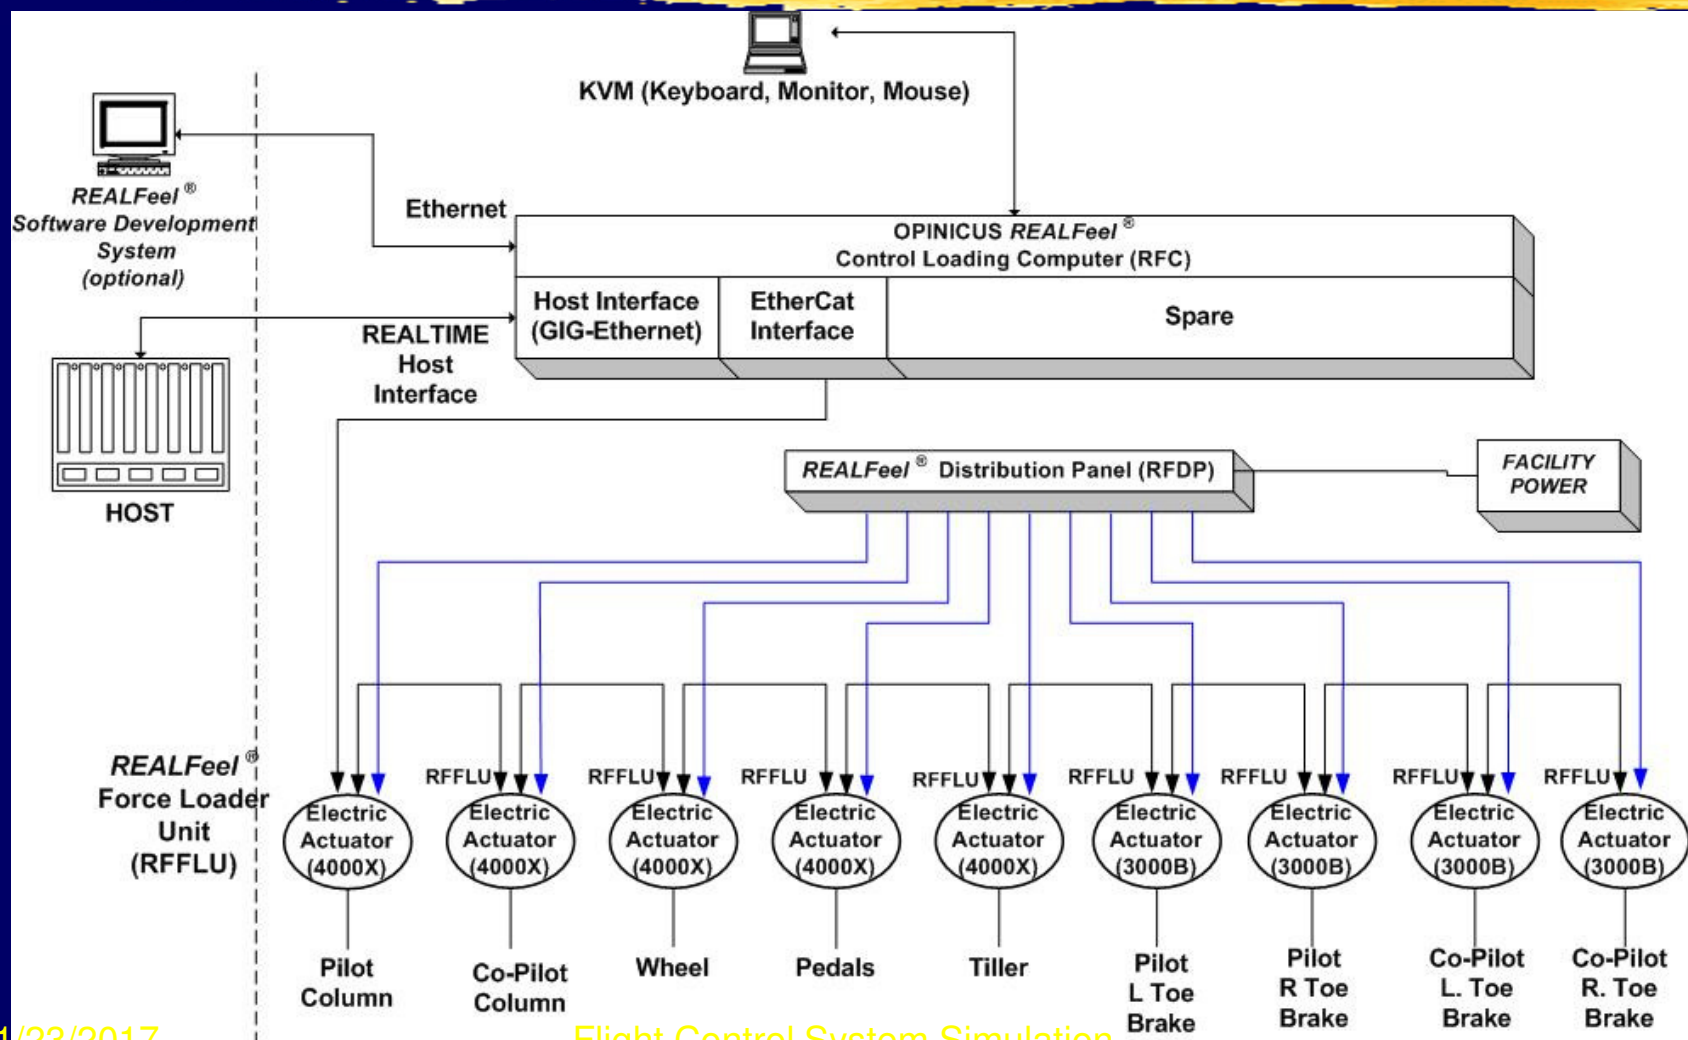 KVM (Keyboard, Monitor, Mouse)
REALFeel ®
Software Development
System
(optional)
Ethernet
OPINICUS REALFeel ®
Control Loading Computer (RFC)
Host Interface
(GIG-Ethernet)
EtherCat
Interface
Spare
REALTIME
Host
Interface
HOST
REALFeel ® Distribution Panel (RFDP)
FACILITY
POWER
REALFeel ®
Force Loader
Unit
(RFFLU)
RFFLU
RFFLU
RFFLU
RFFLU
RFFLU
RFFLU
RFFLU
RFFLU
Electric
Actuator
(4000X)
Electric
Actuator
(4000X)
Electric
Actuator
(4000X)
Electric
Actuator
(4000X)
Electric
Actuator
(4000X)
Electric
Actuator
(3000B)
Electric
Actuator
(3000B)
Electric
Actuator
(3000B)
Electric
Actuator
(3000B)
Pilot
Column
Co-Pilot
Column
Wheel
Pedals
Tiller
Pilot
L Toe
Brake
Pilot
R Toe
Brake
Co-Pilot
L. Toe
Brake
Co-Pilot
R. Toe
Brake
1/23/2017
Flight Control System Simulation